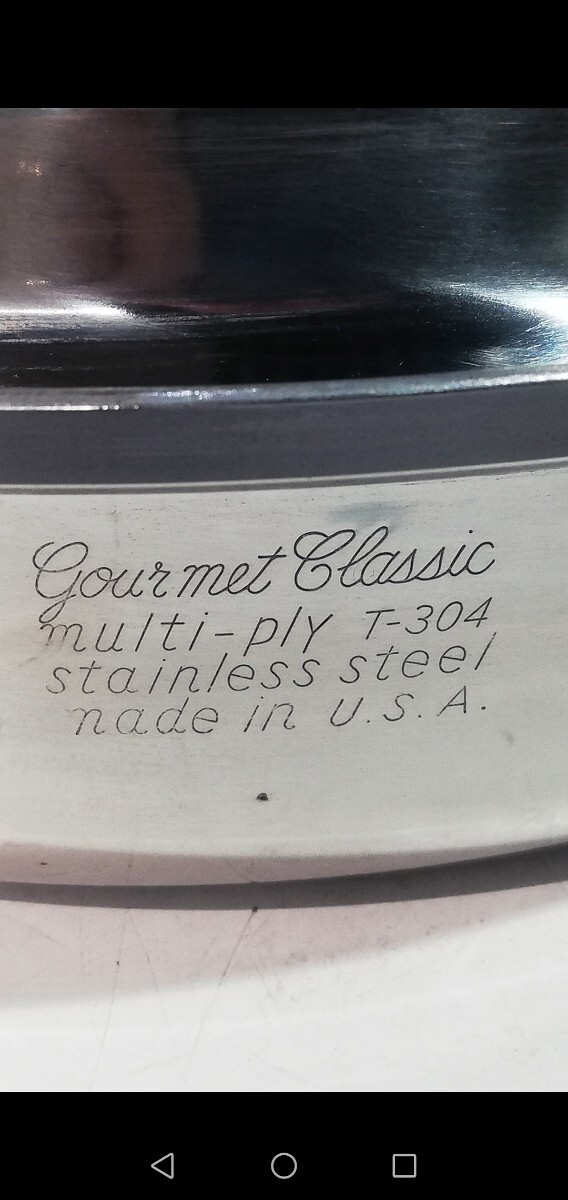 Gourmet Classic
multi-ply T-304
stainless steel
made in U.S.A.